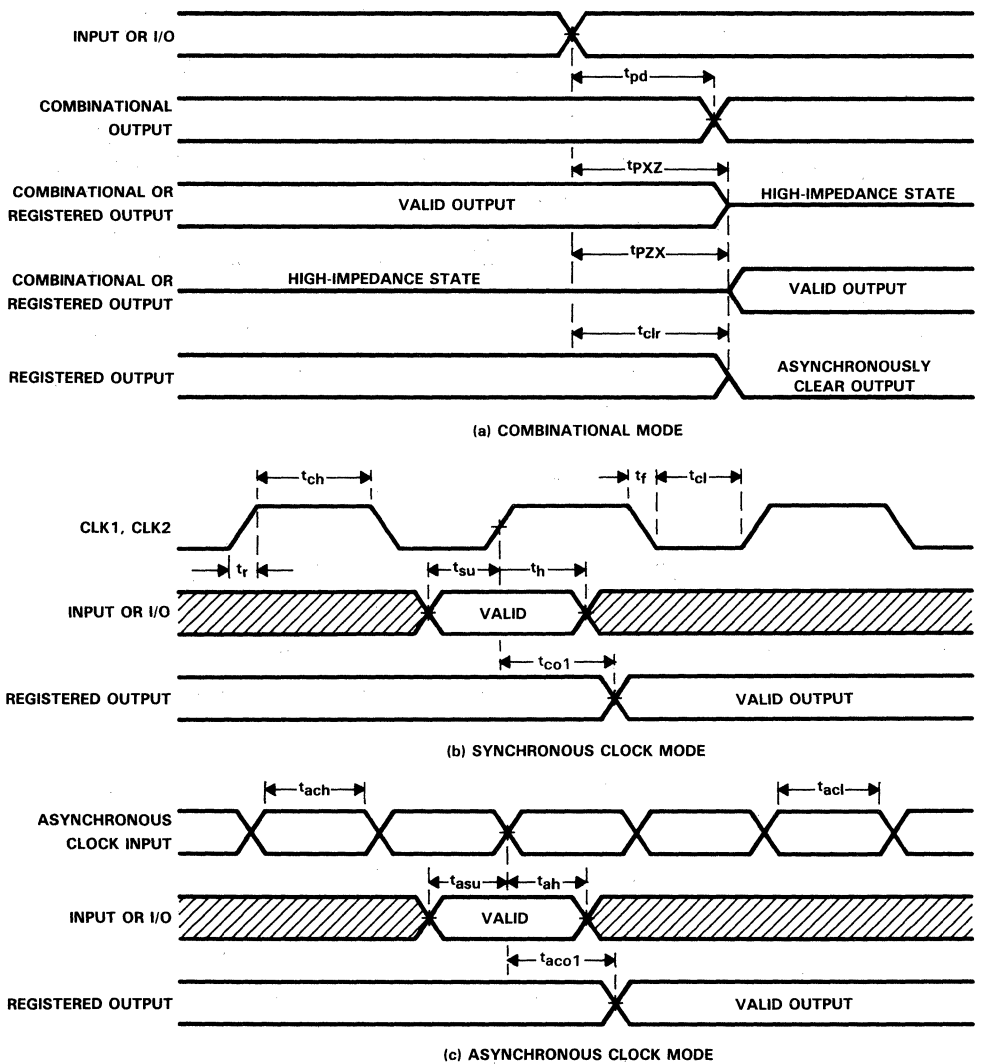 INPUT OR I/O
tpd
COMBINATIONAL
OUTPUT
tPXZ
COMBINATIONAL OR
REGISTERED OUTPUT
VALID OUTPUT
HIGH-IMPEDANCE STATE
tPZX
COMBINATIONAL OR
REGISTERED OUTPUT
HIGH-IMPEDANCE STATE
VALID OUTPUT
tclr
REGISTERED OUTPUT
ASYNCHRONOUSLY
CLEAR OUTPUT
(a) COMBINATIONAL MODE
tch
tf
tcl
CLK1, CLK2
tr
tsu
th
INPUT OR I/O
VALID
tco1
REGISTERED OUTPUT
VALID OUTPUT
(b) SYNCHRONOUS CLOCK MODE
tach
tacl
ASYNCHRONOUS
CLOCK INPUT
tasu
tah
INPUT OR I/O
VALID
taco1
REGISTERED OUTPUT
VALID OUTPUT
(c) ASYNCHRONOUS CLOCK MODE